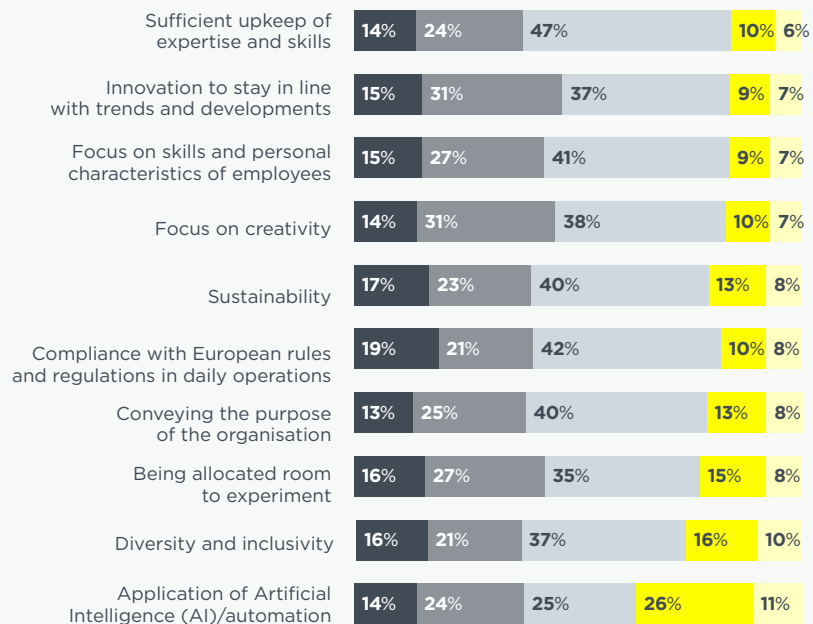 Sufficient upkeep of
expertise and skills
14% 24% 47% 10% 6%
Innovation to stay in line
with trends and developments
15% 31% 37% 9% 7%
Focus on skills and personal
characteristics of employees
15% 27% 41% 9% 7%
Focus on creativity
14% 31% 38% 10% 7%
Sustainability
17% 23% 40% 13% 8%
Compliance with European rules
and regulations in daily operations
19% 21% 42% 10% 8%
Conveying the purpose
of the organisation
13% 25% 40% 13% 8%
Being allocated room
to experiment
16% 27% 35% 15% 8%
Diversity and inclusivity
16% 21% 37% 16% 10%
Application of Artificial
Intelligence (AI)/automation
14% 24% 25% 26% 11%